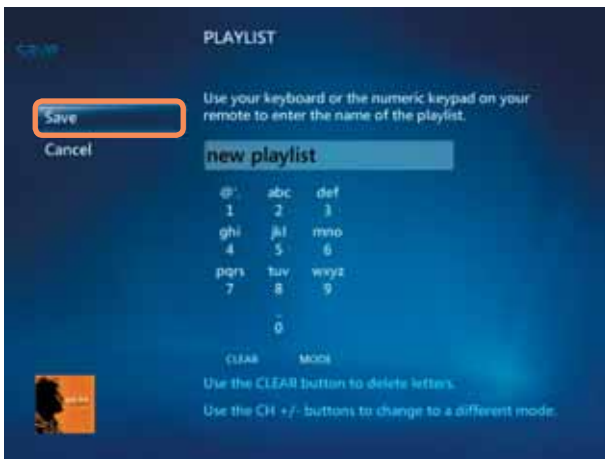 save
PLAYLIST
Use your keyboard or the numeric keypad on your
remote to enter the name of the playlist.
Save
Cancel
new playlist
@'. abc def
1 2 3
ghi jkl mno
4 5 6
pqrs tuv wxyz
7 8 9
0
CLEAR MODE
Use the CLEAR button to delete letters.
Use the CH +/- buttons to change to a different mode.